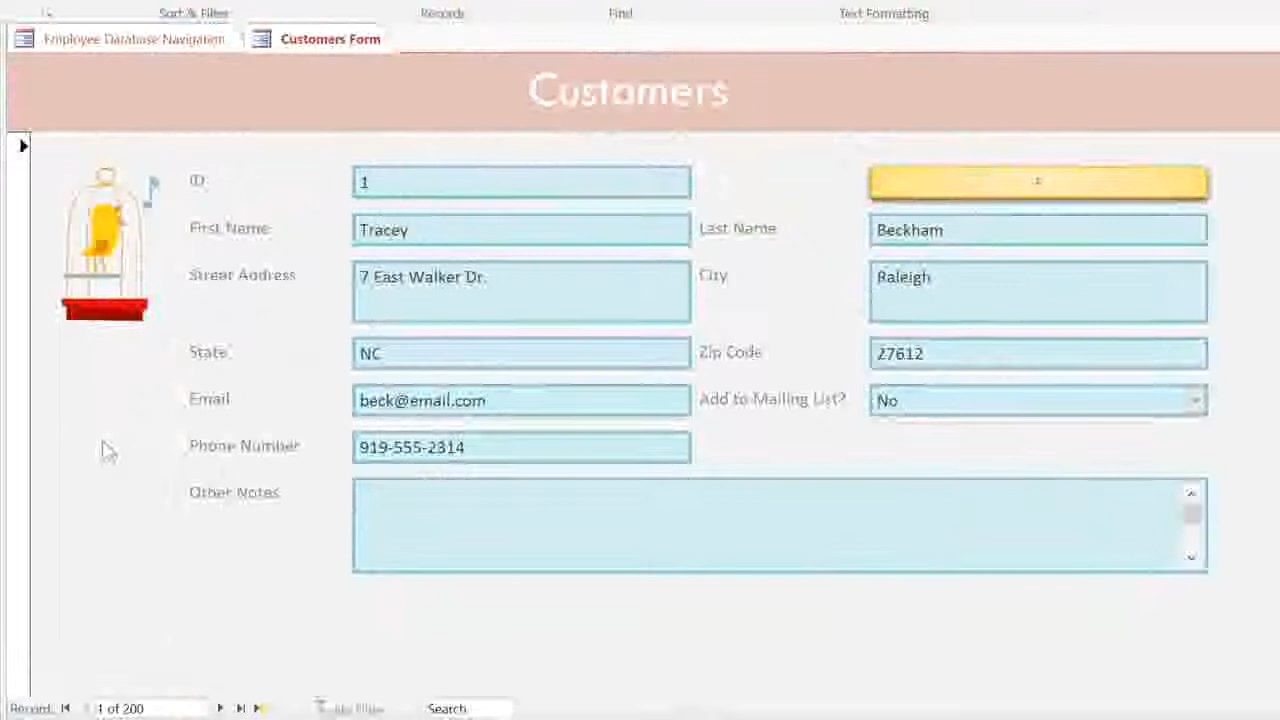 Sort & Filter Records Find Text Formatting
Employee Database Navigation Customers Form
Customers
ID 1
First Name Tracey Last Name Beckham
Street Address 7 East Walker Dr. City Raleigh
State NC Zip Code 27612
Email beck@email.com Add to Mailing List? No
Phone Number 919-555-2314
Other Notes
Record: 1 of 200 Search